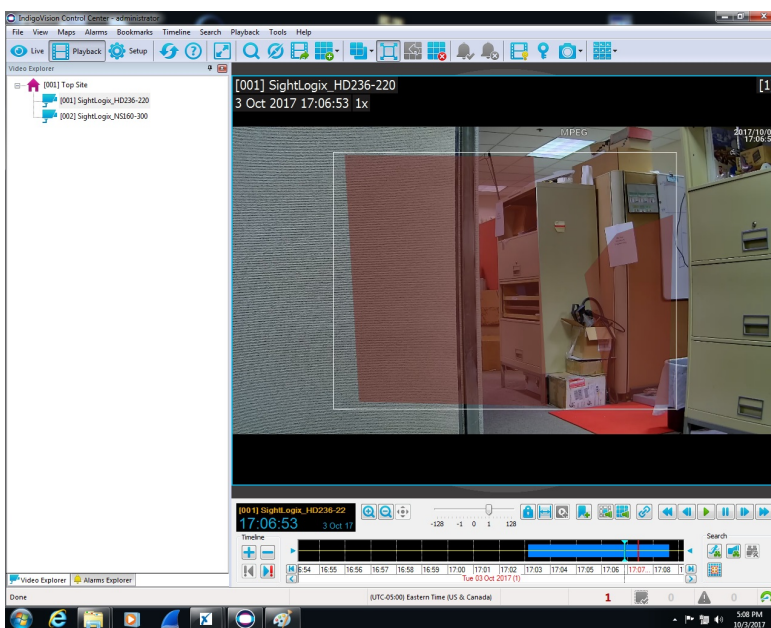 IndigoVision Control Center - administrator
File View Maps Alarms Bookmarks Timeline Search Playback Tools Help
Live Playback Setup
Video Explorer
[001] Top Site
[001] SightLogix_HD236-220
[002] SightLogix_NS160-300
[001] SightLogix_HD236-220 [1
3 Oct 2017 17:06:53 1x
MPEG
2017/10/0
17:06:5
[001] SightLogix_HD236-22
17:06:53 3 Oct 17
-128 -1 0 1 128
Timeline
Search
6:54 16:55 16:56 16:57 16:58 16:59 17:00 17:01 17:02 17:03 17:04 17:05 17:06 17:07... 17:08 1
Tue 03 Oct 2017 (1)
Video Explorer Alarms Explorer
Done (UTC-05:00) Eastern Time (US & Canada) 1 0 0
5:08 PM
10/3/2017